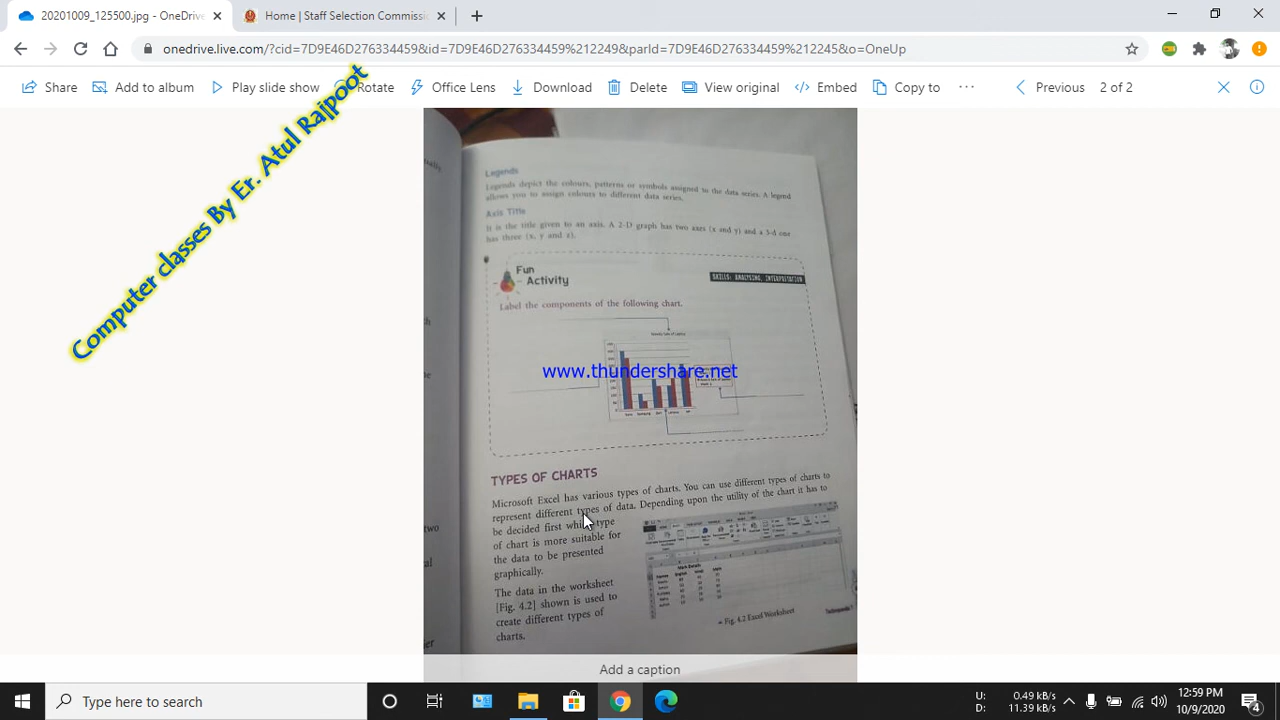 20201009_125500.jpg - OneDrive
Home | Staff Selection Commissio
onedrive.live.com/?cid=7D9E46D276334459&id=7D9E46D276334459%212249&parId=7D9E46D276334459%212245&o=OneUp
Share Add to album Play slide show Rotate Office Lens Download Delete View original Embed Copy to ... Previous 2 of 2
Computer classes By Er. Atul Rajpoot
Legends
Legends depict the colours, patterns or symbols assigned to the data series. A legend
allows you to assign colours to different data series.
Axis Title
It is the title given to an axis. A 2-D graph has two axes (x and y) and a 3-d one
has three (x, y and z).
Fun
Activity
SKILLS: ANALYSING, INTERPRETATION
Label the components of the following chart.
www.thundershare.net
TYPES OF CHARTS
Microsoft Excel has various types of charts. You can use different types of charts to
represent different types of data. Depending upon the utility of the chart it has to
be decided first which type
of chart is more suitable for
the data to be presented
graphically.
The data in the worksheet
[Fig. 4.2] shown is used to
create different types of
charts.
Fig. 4.2 Excel Worksheet
Add a caption
Type here to search
U: 0.49 kB/s
D: 11.39 kB/s
12:59 PM
10/9/2020
4